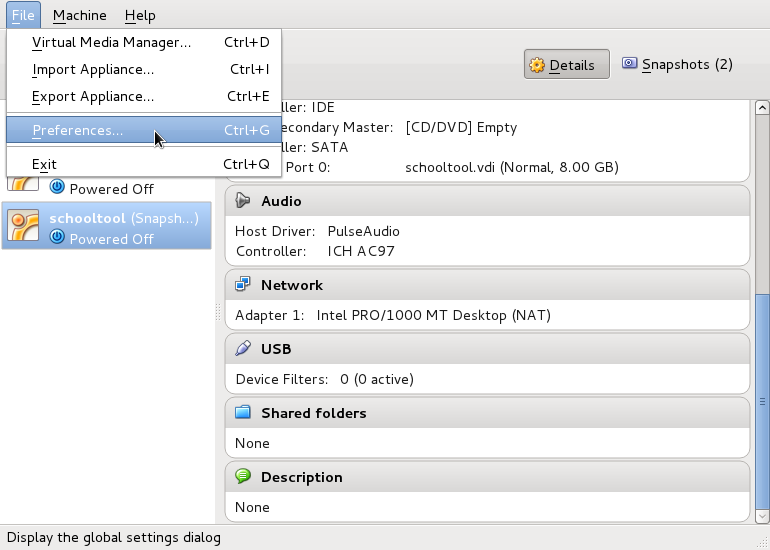 File Machine Help
Virtual Media Manager... Ctrl+D
Import Appliance... Ctrl+I
Export Appliance... Ctrl+E
Preferences... Ctrl+G
Exit Ctrl+Q
Powered Off
schooltool (Snapsh...)
Powered Off
Details Snapshots (2)
ller: IDE
econdary Master: [CD/DVD] Empty
ller: SATA
Port 0: schooltool.vdi (Normal, 8.00 GB)
Audio
Host Driver: PulseAudio
Controller: ICH AC97
Network
Adapter 1: Intel PRO/1000 MT Desktop (NAT)
USB
Device Filters: 0 (0 active)
Shared folders
None
Description
None
Display the global settings dialog